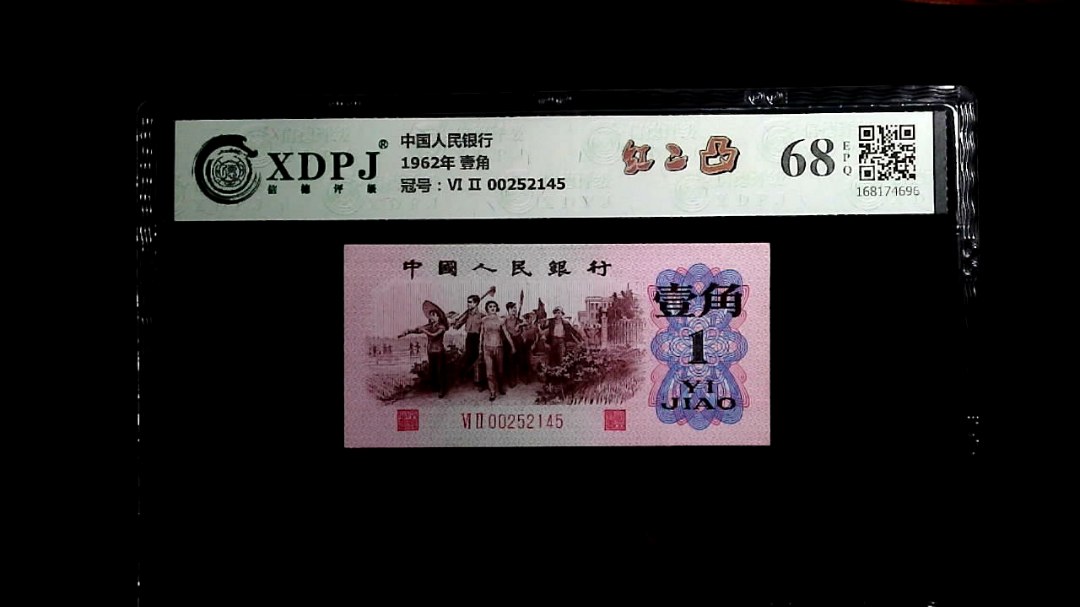 XDPJ®
信德评级
中国人民银行
1962年 壹角
冠号：VI II 00252145
红二凸
68
EPQ
168174696
中國人民銀行
壹角
1
YI
JIAO
VI II 00252145